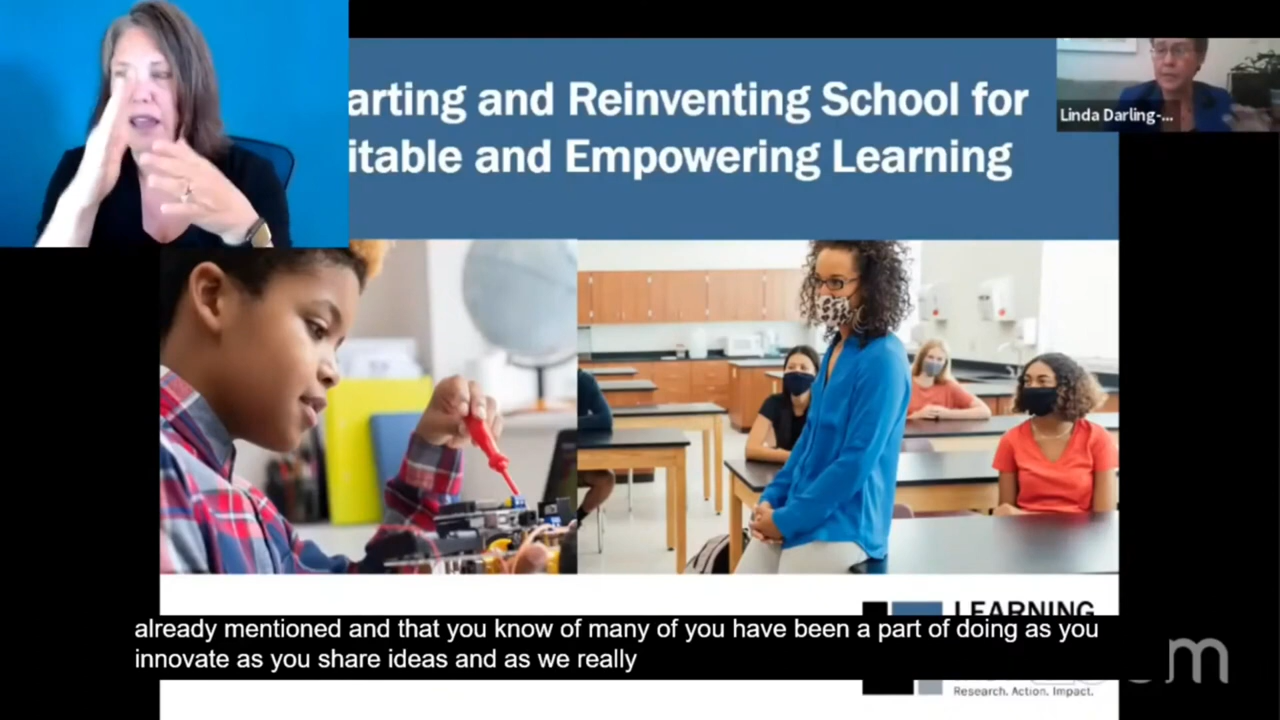 arting and Reinventing School for
itable and Empowering Learning
Linda Darling-...
LEARNING
already mentioned and that you know of many of you have been a part of doing as you
innovate as you share ideas and as we really
Research. Action. Impact.
m